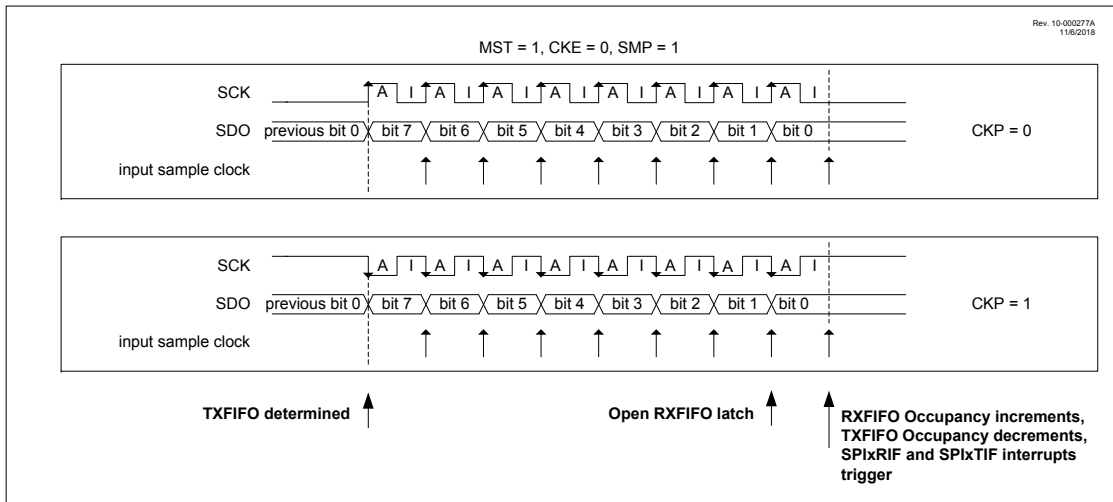 Rev. 10-000277A
11/6/2018
MST = 1, CKE = 0, SMP = 1
SCK A I A I A I A I A I A I A I A I
SDO previous bit 0 bit 7 bit 6 bit 5 bit 4 bit 3 bit 2 bit 1 bit 0 CKP = 0
input sample clock
SCK A I A I A I A I A I A I A I A I
SDO previous bit 0 bit 7 bit 6 bit 5 bit 4 bit 3 bit 2 bit 1 bit 0 CKP = 1
input sample clock
TXFIFO determined
Open RXFIFO latch
RXFIFO Occupancy increments,
TXFIFO Occupancy decrements,
SPIxRIF and SPIxTIF interrupts
trigger